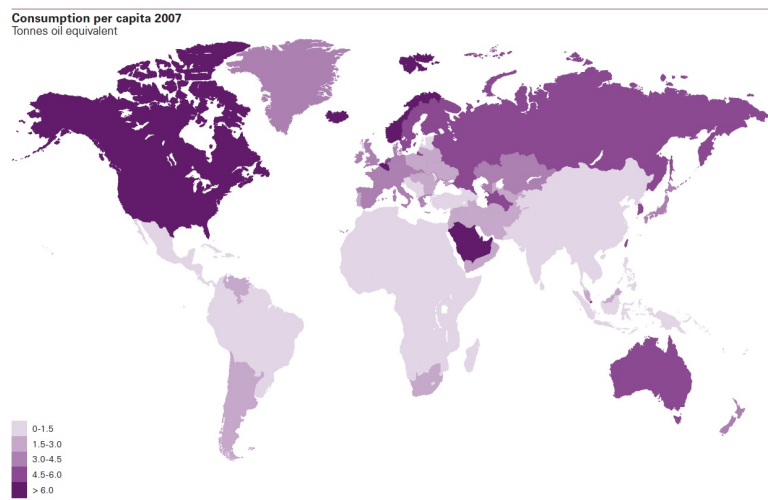 Consumption per capita 2007
Tonnes oil equivalent
0-1.5
1.5-3.0
3.0-4.5
4.5-6.0
> 6.0